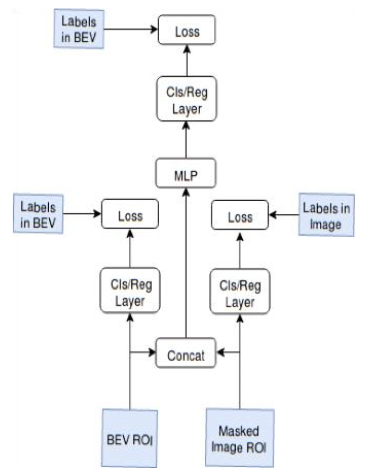 Labels
in BEV
Loss
Cls/Reg
Layer
MLP
Labels
in BEV
Loss
Loss
Labels in
Image
Cls/Reg
Layer
Cls/Reg
Layer
Concat
BEV ROI
Masked
Image ROI